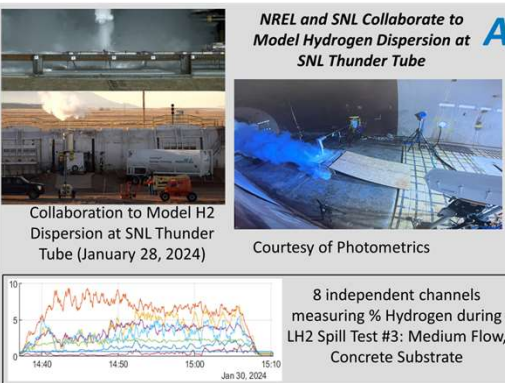 NREL and SNL Collaborate to
Model Hydrogen Dispersion at
SNL Thunder Tube
A
Collaboration to Model H2
Dispersion at SNL Thunder
Tube (January 28, 2024)
Courtesy of Photometrics
10
5
0
14:40
14:50
15:00
15:10
Jan 30, 2024
8 independent channels
measuring % Hydrogen during
LH2 Spill Test #3: Medium Flow,
Concrete Substrate